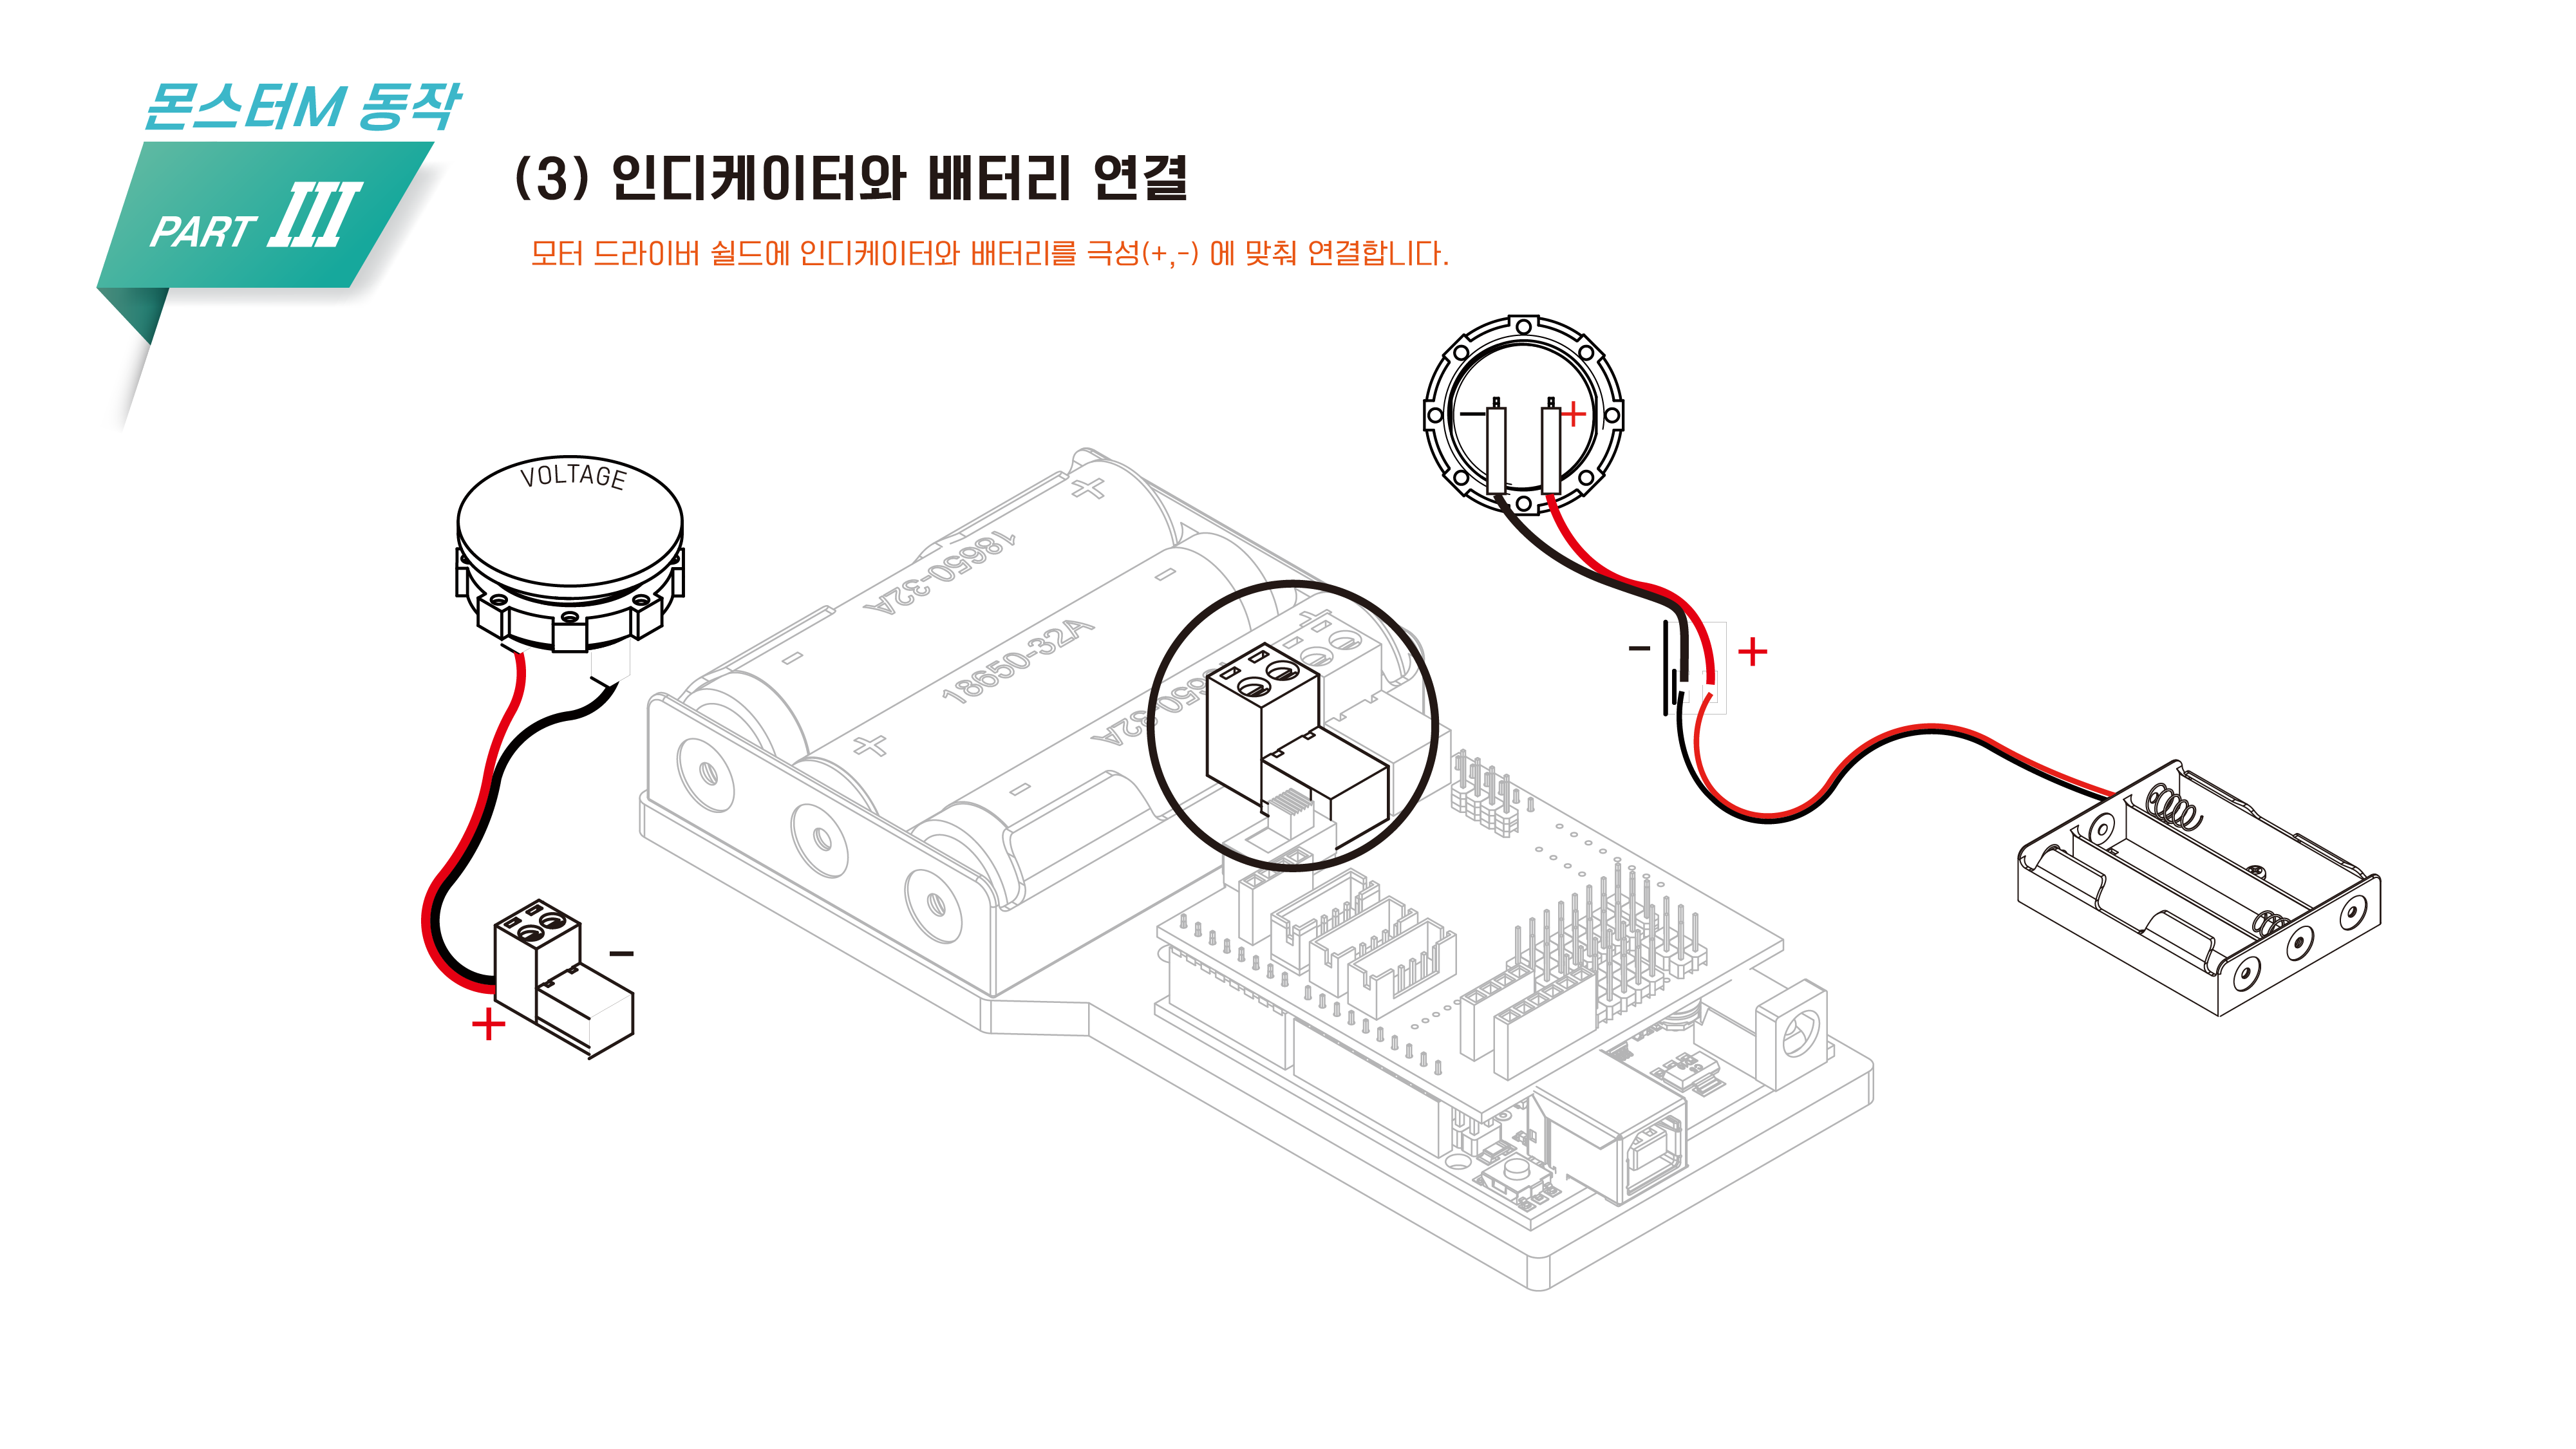 몬스터M 동작
PART III
(3) 인디케이터와 배터리 연결
모터 드라이버 쉴드에 인디케이터와 배터리를 극성(+,-) 에 맞춰 연결합니다.
- +
VOLTAGE
+
18650-32A
-
- +
18650-32A
+
18650-32A
- +
-
-
+